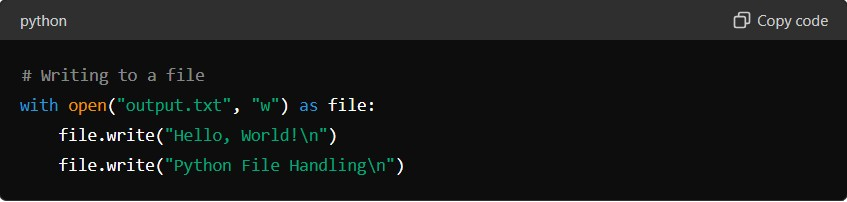 python
Copy code
# Writing to a file
with open("output.txt", "w") as file:
    file.write("Hello, World!\n")
    file.write("Python File Handling\n")